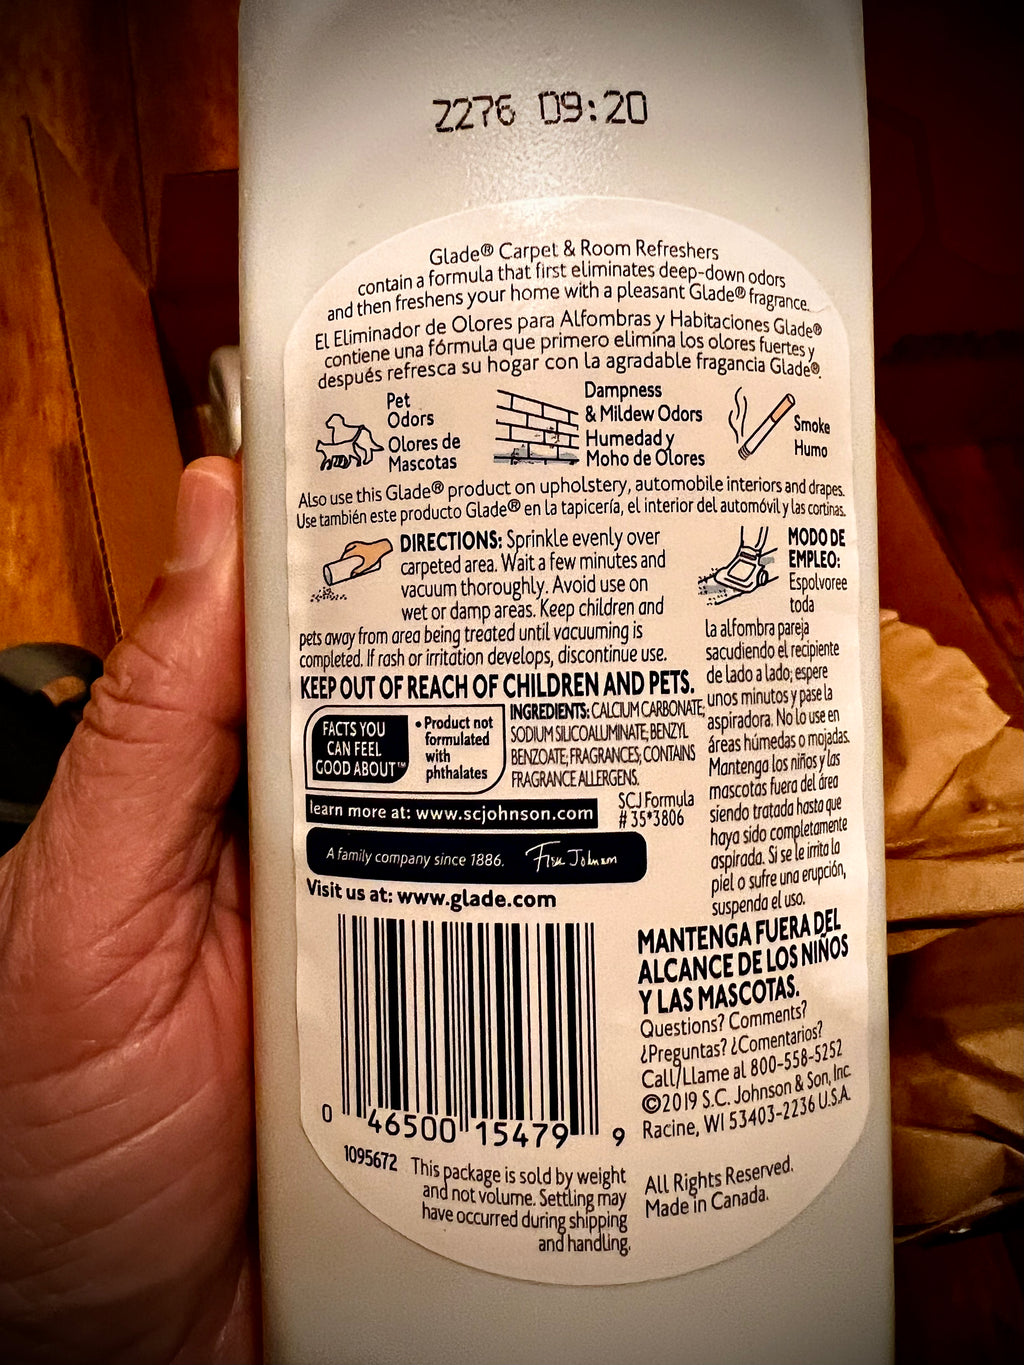 2276 09:20
Glade® Carpet & Room Refreshers
contain a formula that first eliminates deep-down odors
and then freshens your home with a pleasant Glade® fragrance.
El Eliminador de Olores para Alfombras y Habitaciones Glade®
contiene una fórmula que primero elimina los olores fuertes y
después refresca su hogar con la agradable fragancia Glade®.
Pet
Odors
Olores de
Mascotas
Dampness
& Mildew Odors
Humedad y
Moho de Olores
Smoke
Humo
Also use this Glade® product on upholstery, automobile interiors and drapes.
Use también este producto Glade® en la tapicería, el interior del automóvil y las cortinas.
DIRECTIONS: Sprinkle evenly over
carpeted area. Wait a few minutes and
vacuum thoroughly. Avoid use on
wet or damp areas. Keep children and
pets away from area being treated until vacuuming is
completed. If rash or irritation develops, discontinue use.
KEEP OUT OF REACH OF CHILDREN AND PETS.
FACTS YOU
CAN FEEL
GOOD ABOUT™
• Product not
formulated
with
phthalates
INGREDIENTS: CALCIUM CARBONATE;
SODIUM SILICOALUMINATE; BENZYL
BENZOATE; FRAGRANCES; CONTAINS
FRAGRANCE ALLERGENS.
learn more at: www.scjohnson.com
SCJ Formula
# 35*3806
A family company since 1886. Fisk Johnson
Visit us at: www.glade.com
MODO DE
EMPLEO:
Espolvoree
toda
la alfombra pareja
sacudiendo el recipiente
de lado a lado; espere
unos minutos y pase la
aspiradora. No lo use en
áreas húmedas o mojadas.
Mantenga los niños y las
mascotas fuera del área
siendo tratada hasta que
haya sido completamente
aspirada. Si se le irrita la
piel o sufre una erupción,
suspenda el uso.
MANTENGA FUERA DEL
ALCANCE DE LOS NIÑOS
Y LAS MASCOTAS.
Questions? Comments?
¿Preguntas? ¿Comentarios?
Call/Llame al 800-558-5252
©2019 S.C. Johnson & Son, Inc.
Racine, WI 53403-2236 U.S.A.
0 46500 15479 9
1095672
This package is sold by weight
and not volume. Settling may
have occurred during shipping
and handling.
All Rights Reserved.
Made in Canada.